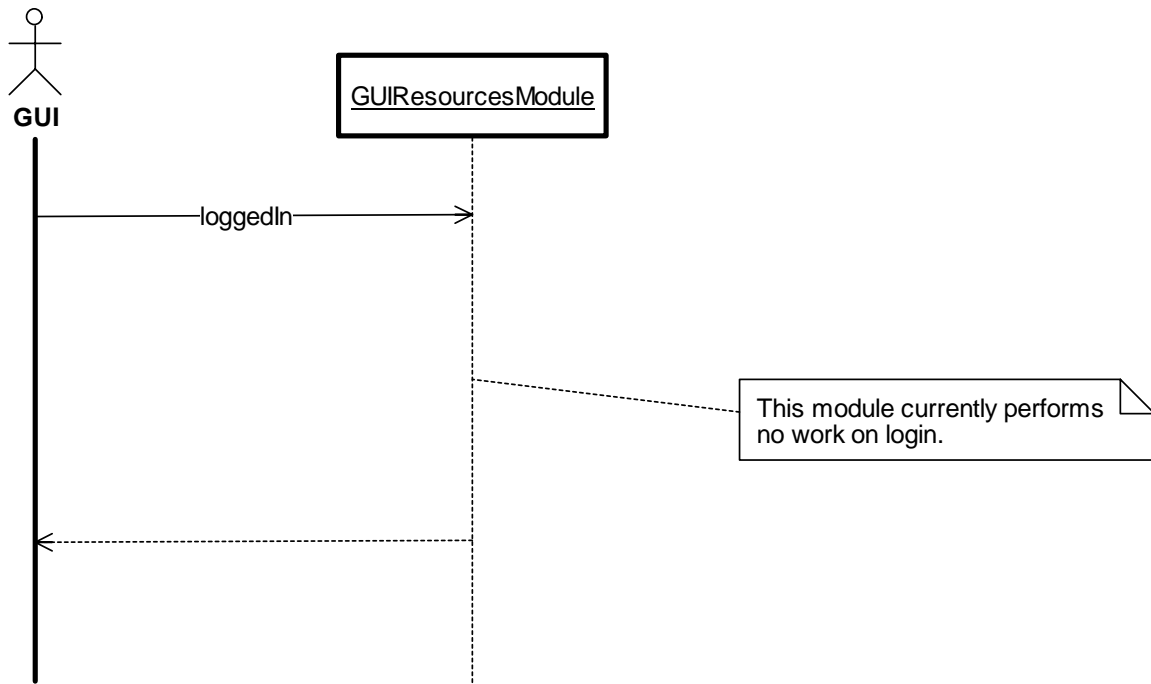 GUI
GUIResourcesModule
loggedIn
This module currently performs
no work on login.